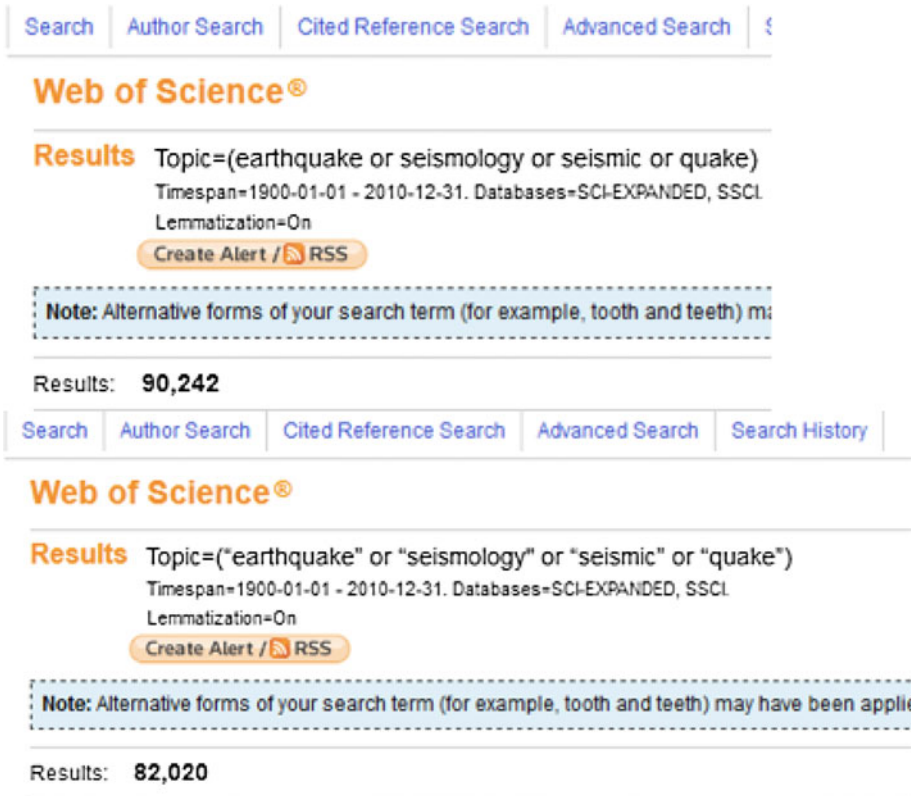 Search Author Search Cited Reference Search Advanced Search
Web of Science®
Results Topic=(earthquake or seismology or seismic or quake)
Timespan=1900-01-01 - 2010-12-31. Databases=SCI-EXPANDED, SSCI.
Lemmatization=On
Create Alert / RSS
Note: Alternative forms of your search term (for example, tooth and teeth)
Results: 90,242
Search Author Search Cited Reference Search Advanced Search Search History
Web of Science®
Results Topic=(“earthquake” or “seismology” or “seismic” or “quake”)
Timespan=1900-01-01 - 2010-12-31. Databases=SCI-EXPANDED, SSCI.
Lemmatization=On
Create Alert / RSS
Note: Alternative forms of your search term (for example, tooth and teeth) may have been
Results: 82,020